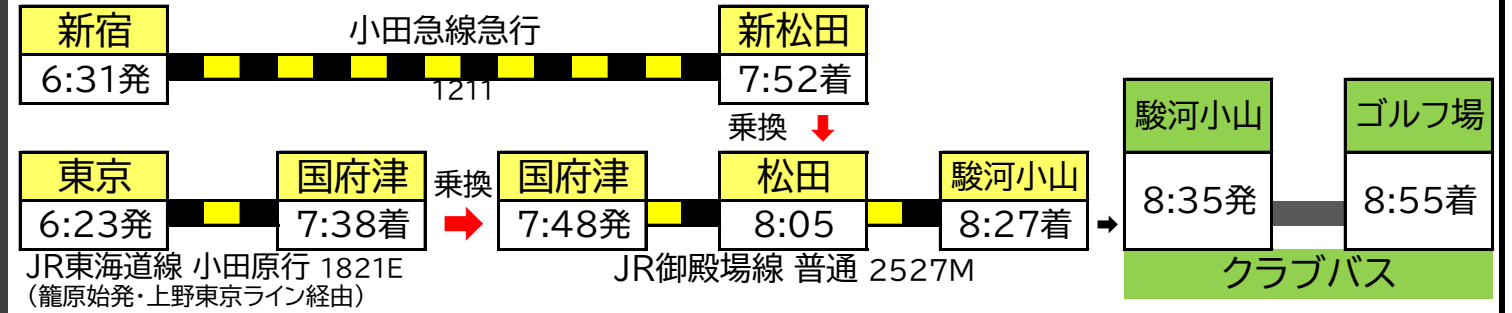 新宿
小田急線急行
新松田
6:31発
1211
7:52着
乗換
東京
国府津
乗換
国府津
松田
駿河小山
6:23発
7:38着
7:48発
8:05
8:27着
JR東海道線 小田原行 1821E
（籠原始発・上野東京ライン経由）
JR御殿場線 普通 2527M
駿河小山
ゴルフ場
8:35発
8:55着
クラブバス